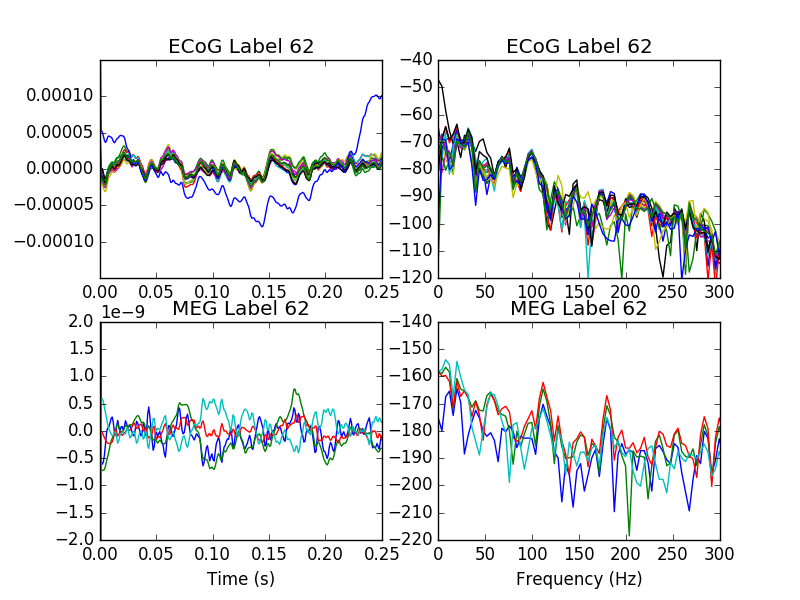 ECoG Label 62
0.00010
0.00005
0.00000
−0.00005
−0.00010
0.00 0.05 0.10 0.15 0.20 0.25
ECoG Label 62
−40
−50
−60
−70
−80
−90
−100
−110
−120
0 50 100 150 200 250 300
MEG Label 62
1e−9
2.0
1.5
1.0
0.5
0.0
−0.5
−1.0
−1.5
−2.0
0.00 0.05 0.10 0.15 0.20 0.25
Time (s)
MEG Label 62
−140
−150
−160
−170
−180
−190
−200
−210
−220
0 50 100 150 200 250 300
Frequency (Hz)